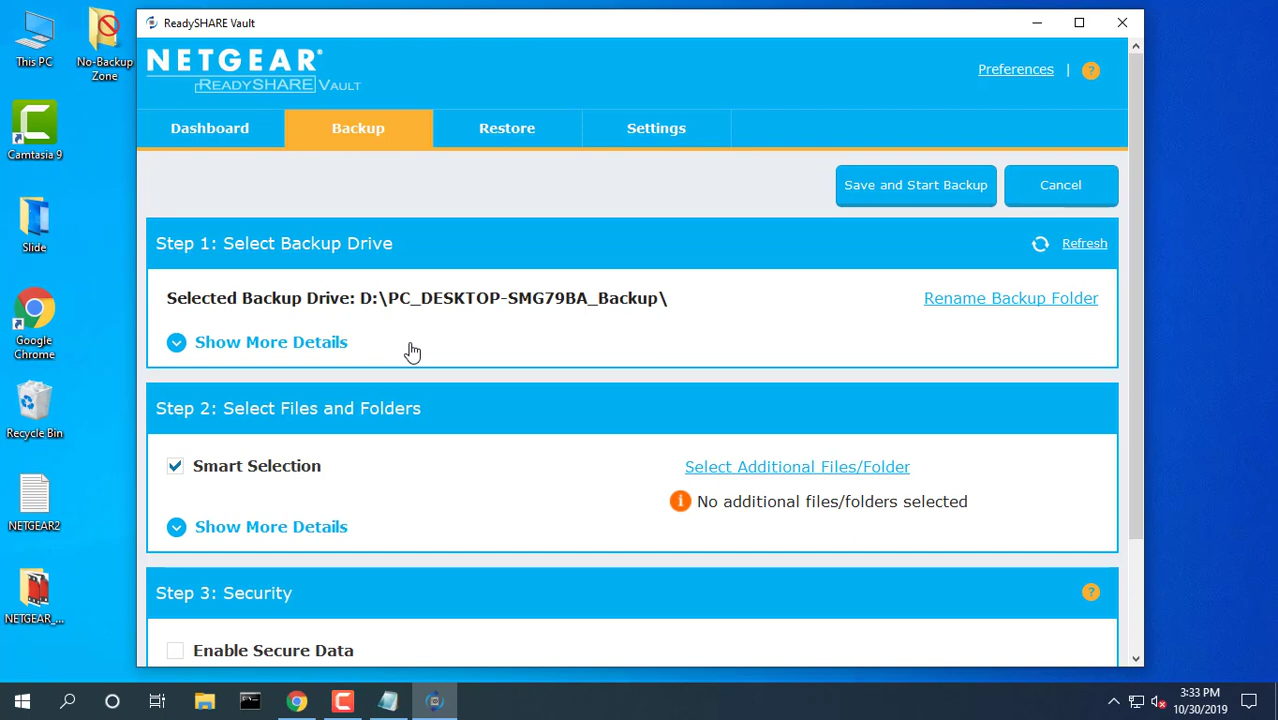 ReadySHARE Vault
This PC
No-Backup
Zone
NETGEAR®
READYSHARE VAULT
Preferences | ?
Dashboard
Backup
Restore
Settings
Camtasia 9
Save and Start Backup
Cancel
Slide
Step 1: Select Backup Drive
Refresh
Selected Backup Drive: D:\PC_DESKTOP-SMG79BA_Backup\
Rename Backup Folder
Show More Details
Google
Chrome
Step 2: Select Files and Folders
Recycle Bin
Smart Selection
Select Additional Files/Folder
No additional files/folders selected
Show More Details
NETGEAR2
Step 3: Security
?
NETGEAR_...
Enable Secure Data
3:33 PM
10/30/2019